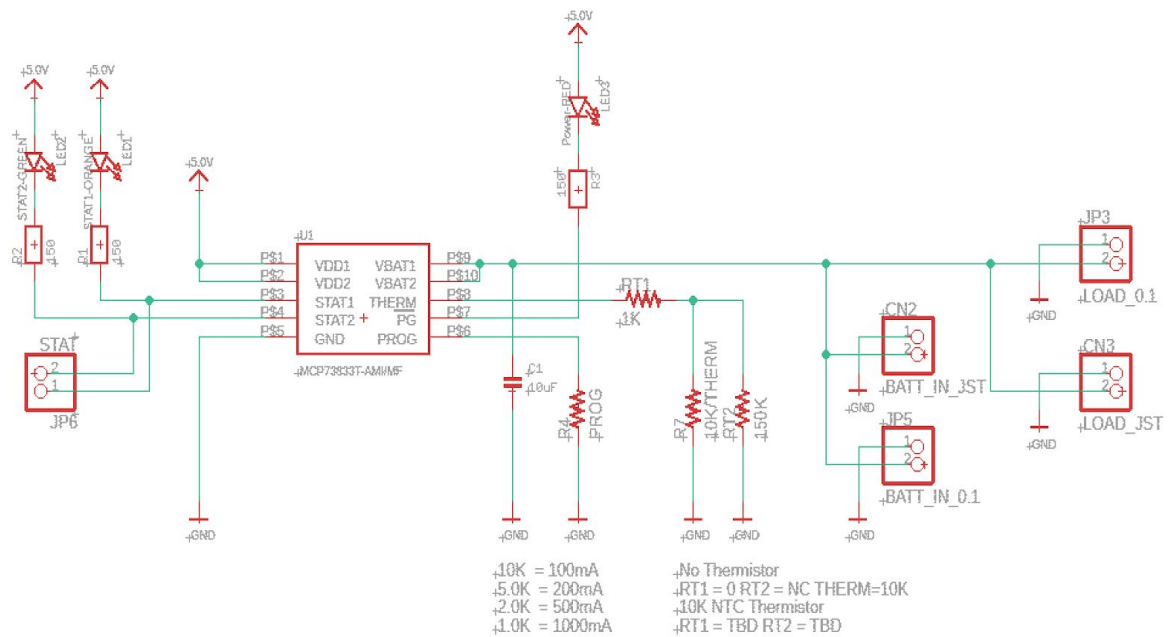 +5.0V
+5.0V
+5.0V
+5.0V
STAT2-GREEN
LED2
STAT1-ORANGE
LED1
Power-RED
LED3
R2
150
R1
150
150
R3
U1
P$1
P$2
P$3
P$4
P$5
VDD1
VDD2
STAT1
STAT2
GND
VBAT1
VBAT2
THERM
PG
PROG
P$9
P$10
P$8
P$7
P$6
MCP73833T-AMI/MF
STAT
2
1
JP6
RT1
1K
C1
10uF
R4
PROG
R7
10K/THERM
RT2
150K
JP3
1
2
LOAD_0.1
GND
CN2
1
2
BATT_IN_JST
GND
CN3
1
2
LOAD_JST
GND
JP5
1
2
BATT_IN_0.1
GND
GND
GND
GND
GND
GND
10K = 100mA
5.0K = 200mA
2.0K = 500mA
1.0K = 1000mA
No Thermistor
RT1 = 0 RT2 = NC THERM=10K
10K NTC Thermistor
RT1 = TBD RT2 = TBD